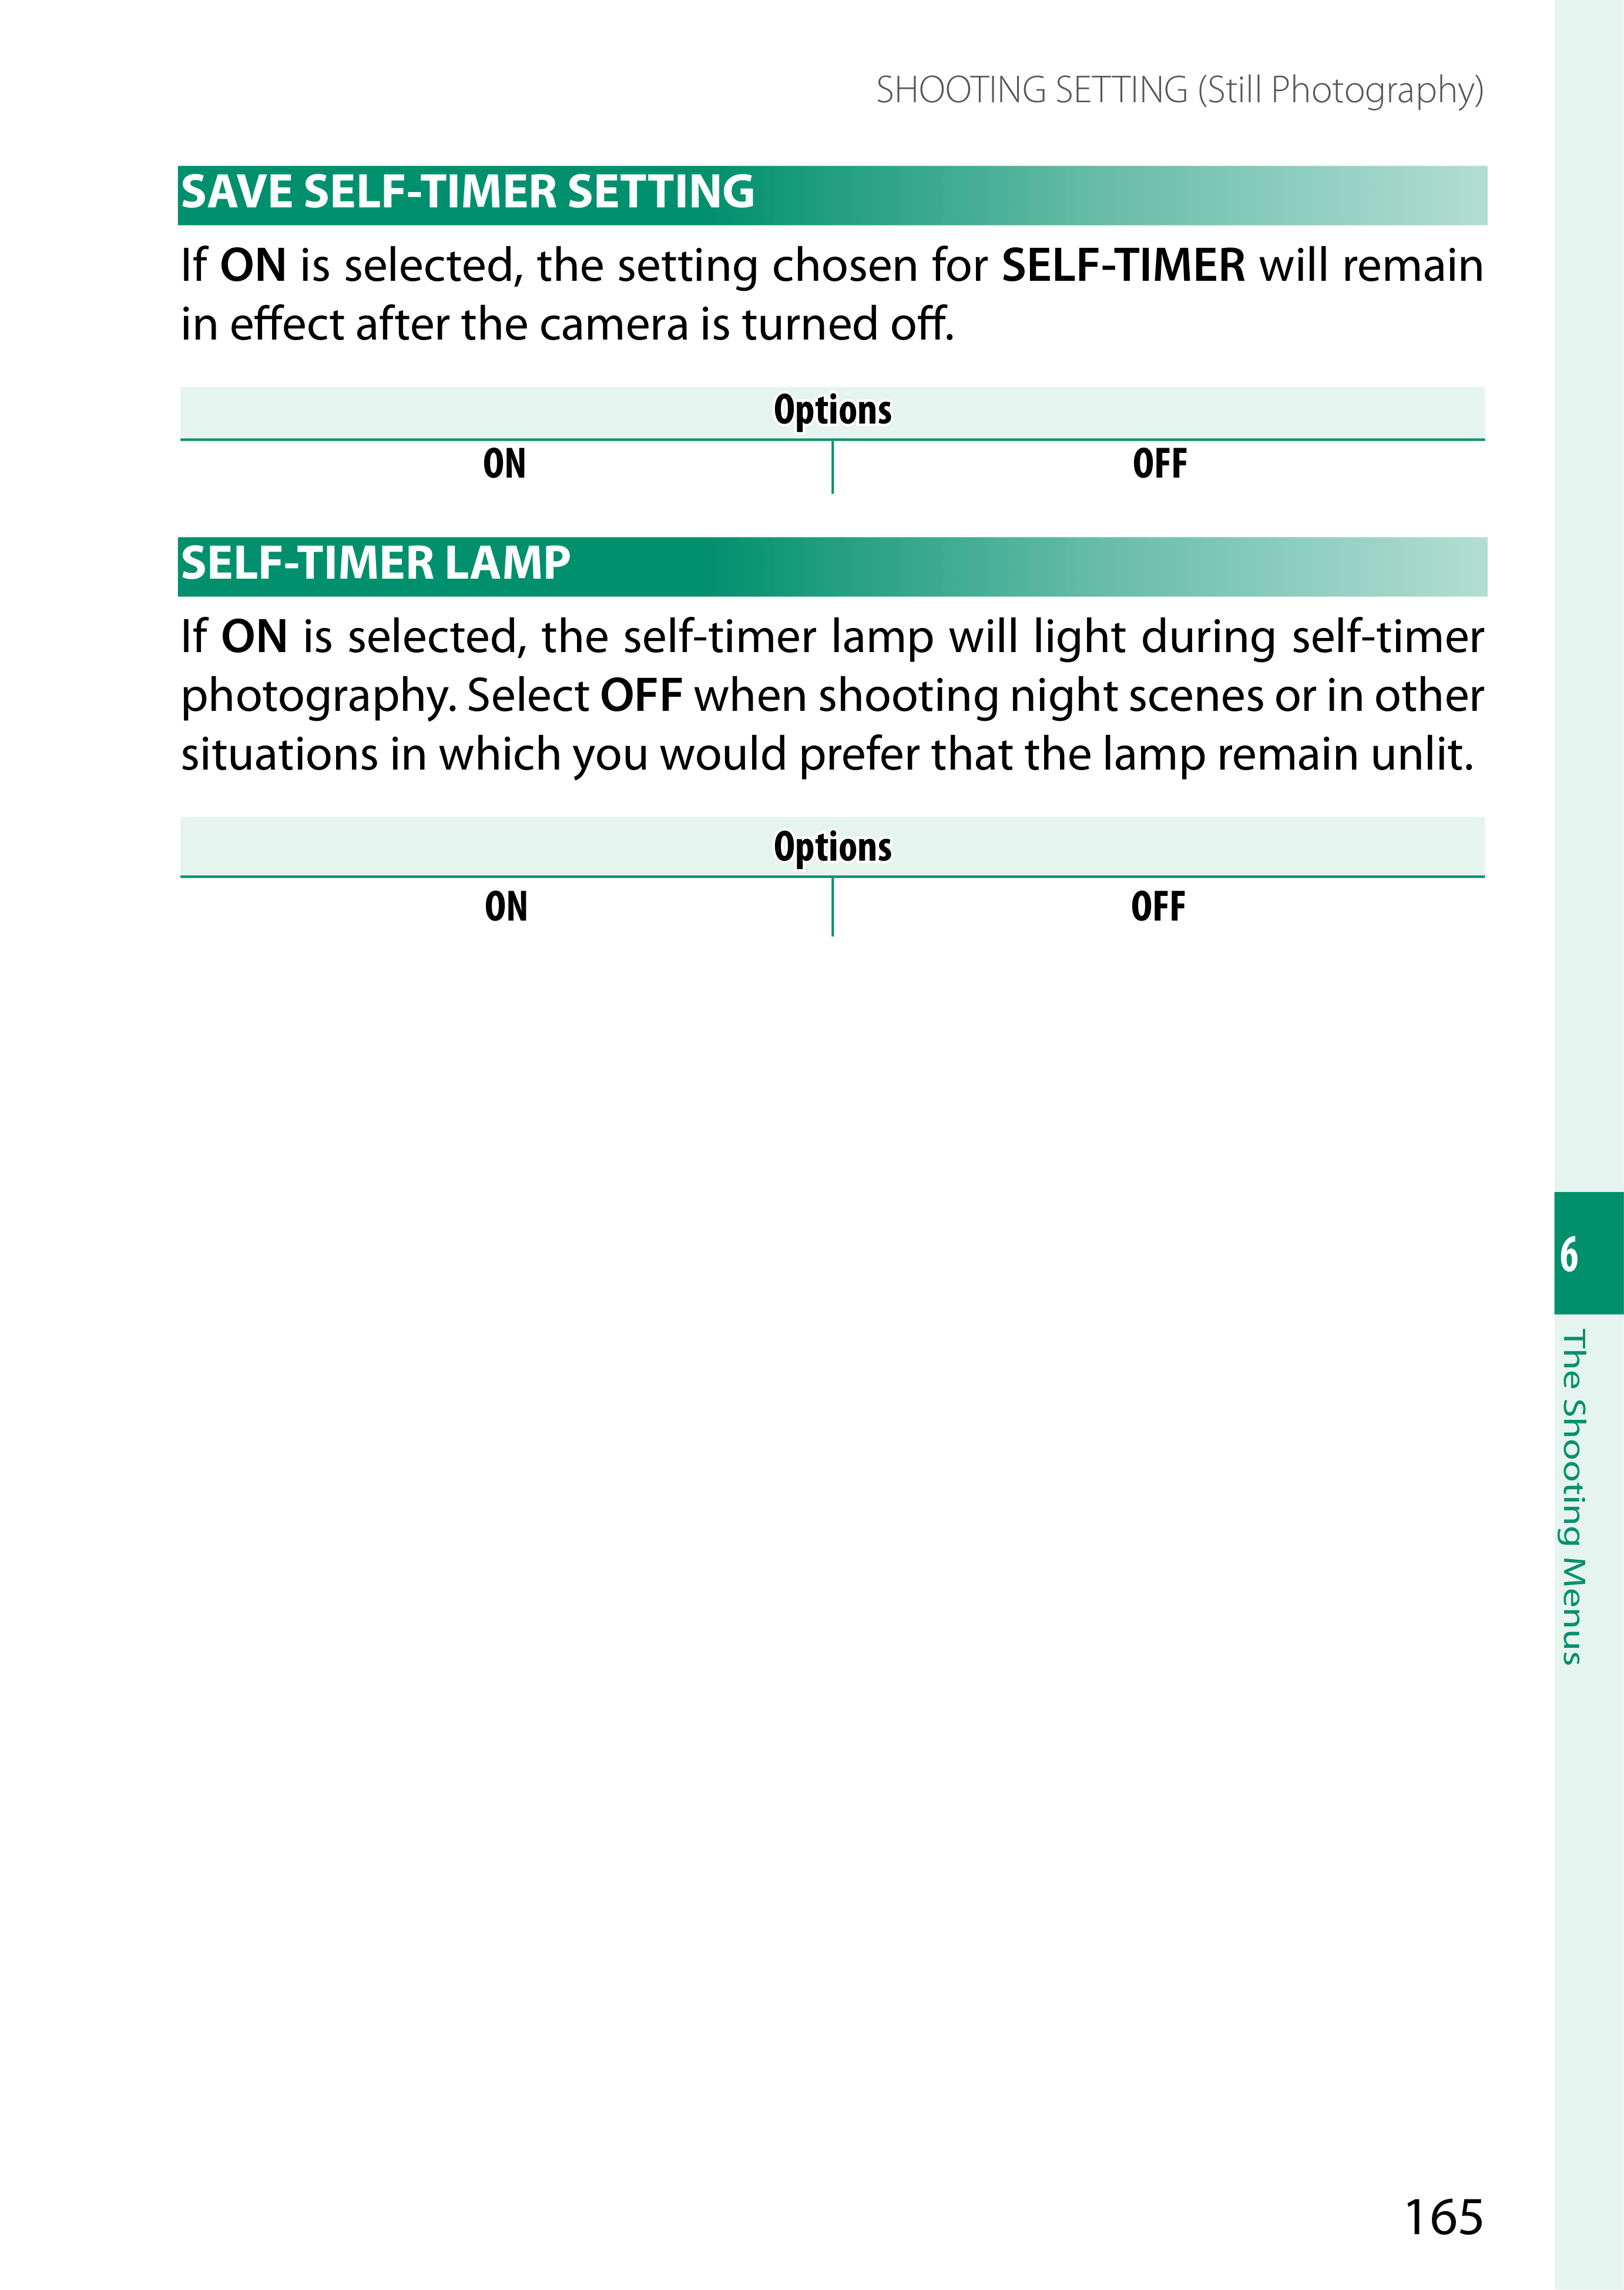 SHOOTING SETTING (Still Photography)
SAVE SELF-TIMER SETTING
If ON is selected, the setting chosen for SELF-TIMER will remain
in effect after the camera is turned off.
Options
ON OFF
SELF-TIMER LAMP
If ON is selected, the self-timer lamp will light during self-timer
photography. Select OFF when shooting night scenes or in other
situations in which you would prefer that the lamp remain unlit.
Options
ON OFF
6
The Shooting Menus
165